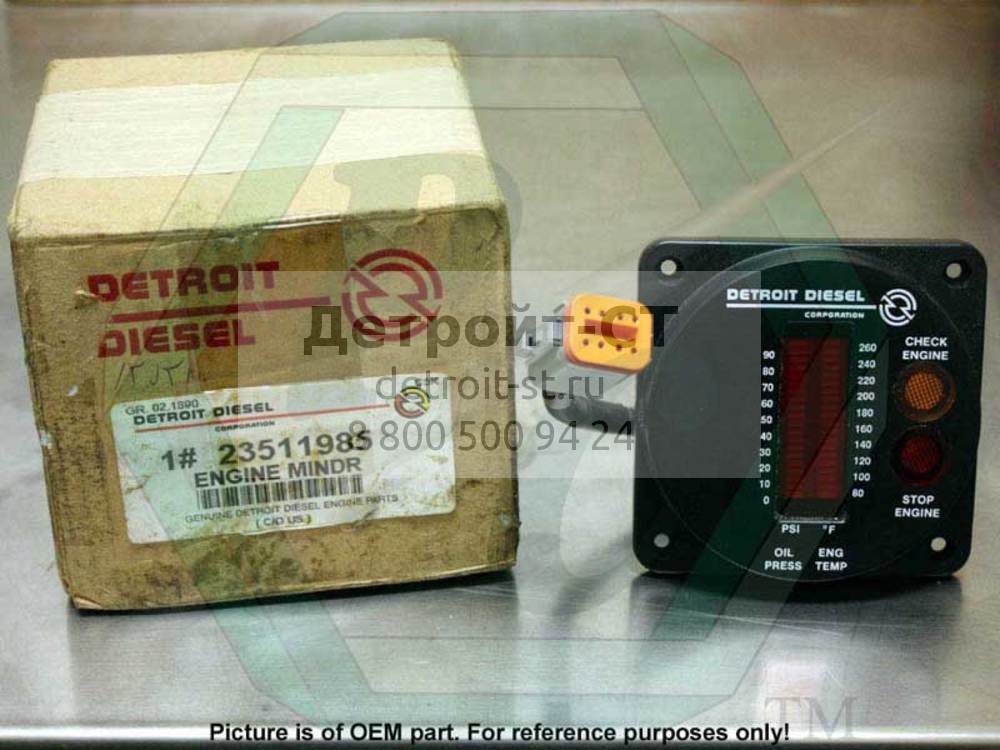 DETROIT
DIESEL
GR. 02.1890
DETROIT DIESEL
CORPORATION
1# 23511985
ENGINE MINDR
GENUINE DETROIT DIESEL ENGINE PARTS
( C/O US )
Детройт-СТ
detroit-st.ru
8 800 500 94 24
DETROIT DIESEL
CORPORATION
CHECK
ENGINE
90
80
70
60
50
40
30
20
10
0
260
240
220
200
180
160
140
120
100
80
STOP
ENGINE
PSI °F
OIL ENG
PRESS TEMP
TM
Picture is of OEM part. For reference purposes only!